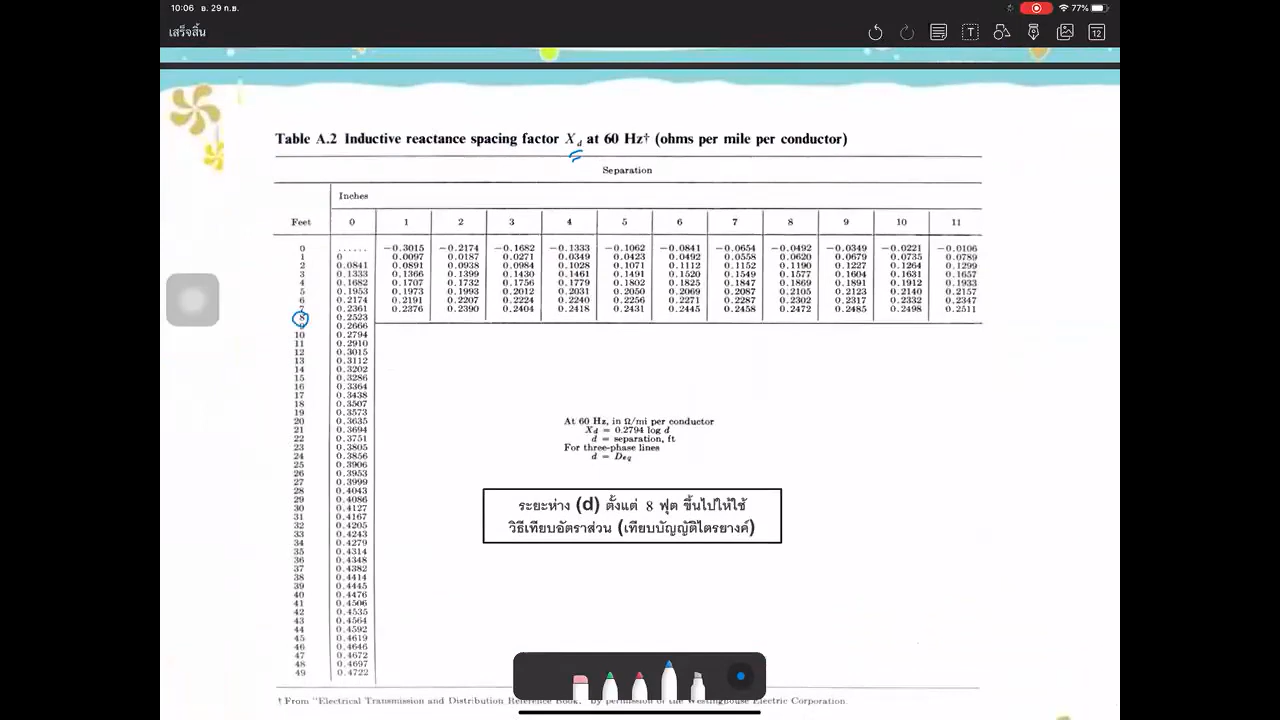 10:06 อ. 29 ก.ย.
77%
เสร็จสิ้น
T
12
Table A.2 Inductive reactance spacing factor Xd at 60 Hz† (ohms per mile per conductor)
Separation
Inches
Feet 0 1 2 3 4 5 6 7 8 9 10 11
0 ...... −0.3015 −0.2174 −0.1682 −0.1333 −0.1062 −0.0841 −0.0654 −0.0492 −0.0349 −0.0221 −0.0106
1 0 0.0097 0.0187 0.0271 0.0349 0.0423 0.0492 0.0558 0.0620 0.0679 0.0735 0.0789
2 0.0841 0.0891 0.0938 0.0984 0.1028 0.1071 0.1112 0.1152 0.1190 0.1227 0.1264 0.1299
3 0.1333 0.1366 0.1399 0.1430 0.1461 0.1491 0.1520 0.1549 0.1577 0.1604 0.1631 0.1657
4 0.1682 0.1707 0.1732 0.1756 0.1779 0.1802 0.1825 0.1847 0.1869 0.1891 0.1912 0.1933
5 0.1953 0.1973 0.1993 0.2012 0.2031 0.2050 0.2069 0.2087 0.2105 0.2123 0.2140 0.2157
6 0.2174 0.2191 0.2207 0.2224 0.2240 0.2256 0.2271 0.2287 0.2302 0.2317 0.2332 0.2347
7 0.2361 0.2376 0.2390 0.2404 0.2418 0.2431 0.2445 0.2458 0.2472 0.2485 0.2498 0.2511
8 0.2523
9 0.2666
10 0.2794
11 0.2910
12 0.3015
13 0.3112
14 0.3202
15 0.3286
16 0.3364
17 0.3438
18 0.3507
19 0.3573
20 0.3635
21 0.3694
22 0.3751
23 0.3805
24 0.3856
25 0.3906
26 0.3953
27 0.3999
28 0.4043
29 0.4086
30 0.4127
31 0.4167
32 0.4205
33 0.4243
34 0.4279
35 0.4314
36 0.4348
37 0.4382
38 0.4414
39 0.4445
40 0.4476
41 0.4506
42 0.4535
43 0.4564
44 0.4592
45 0.4619
46 0.4646
47 0.4672
48 0.4697
49 0.4722
At 60 Hz, in Ω/mi per conductor
Xd = 0.2794 log d
d = separation, ft
For three-phase lines
d = Deq
ระยะห่าง (d) ตั้งแต่ 8 ฟุต ขึ้นไปให้ใช้
วิธีเทียบอัตราส่วน (เทียบบัญญัติไตรยางค์)
† From "Electrical Transmission and Distribution Reference Book," by permission of the Westinghouse Electric Corporation.